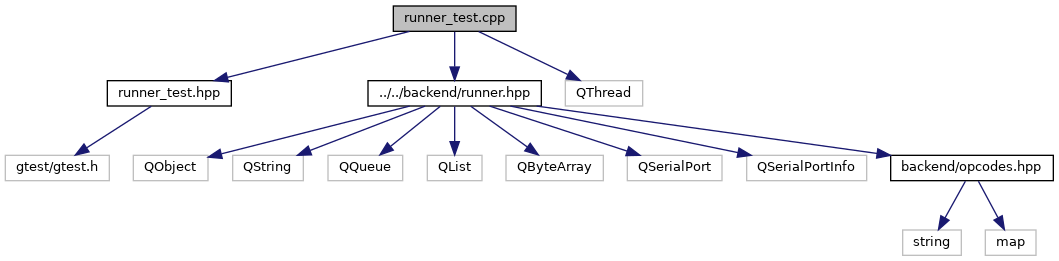 runner_test.cpp
runner_test.hpp
../../backend/runner.hpp
QThread
gtest/gtest.h
QObject
QString
QQueue
QList
QByteArray
QSerialPort
QSerialPortInfo
backend/opcodes.hpp
string
map